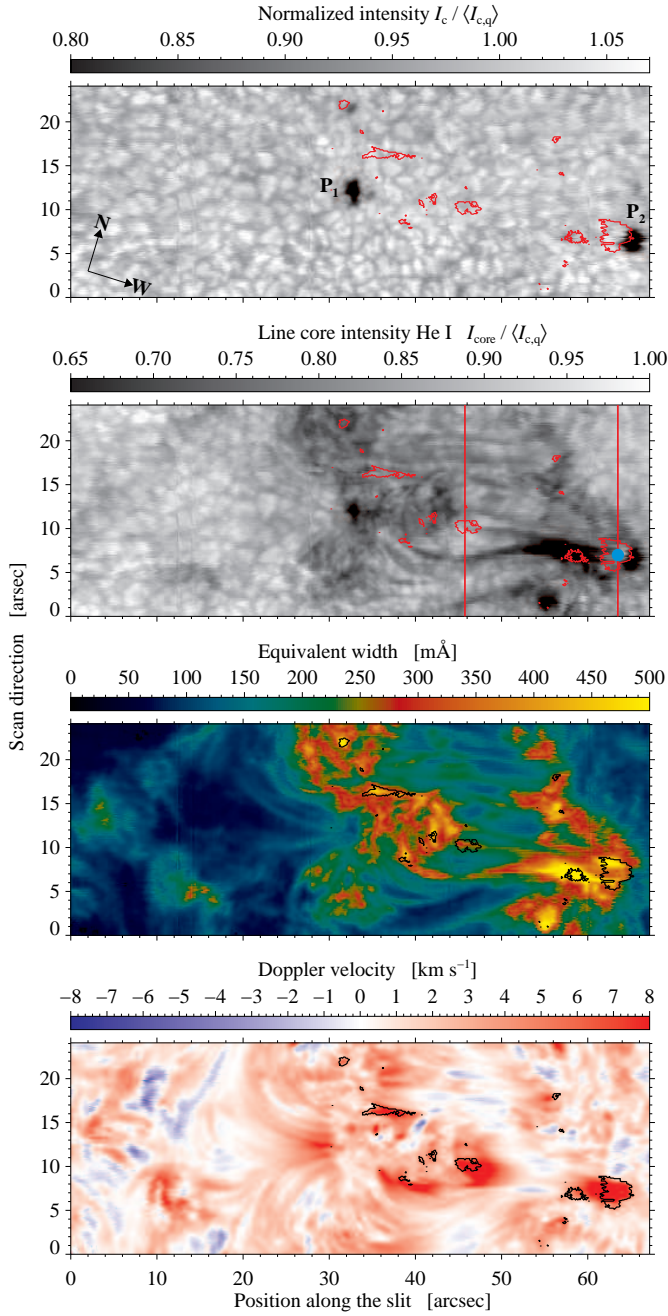 Normalized intensity I_c / ⟨I_c,q⟩
0.80 0.85 0.90 0.95 1.00 1.05
20
15
10
5
0
P₁
P₂
N
W
Line core intensity He I I_core / ⟨I_c,q⟩
0.65 0.70 0.75 0.80 0.85 0.90 0.95 1.00
20
15
10
5
0
Scan direction [arcsec]
Equivalent width [mÅ]
0 50 100 150 200 250 300 350 400 450 500
20
15
10
5
0
Doppler velocity [km s⁻¹]
−8 −7 −6 −5 −4 −3 −2 −1 0 1 2 3 4 5 6 7 8
20
15
10
5
0
0 10 20 30 40 50 60
Position along the slit [arcsec]